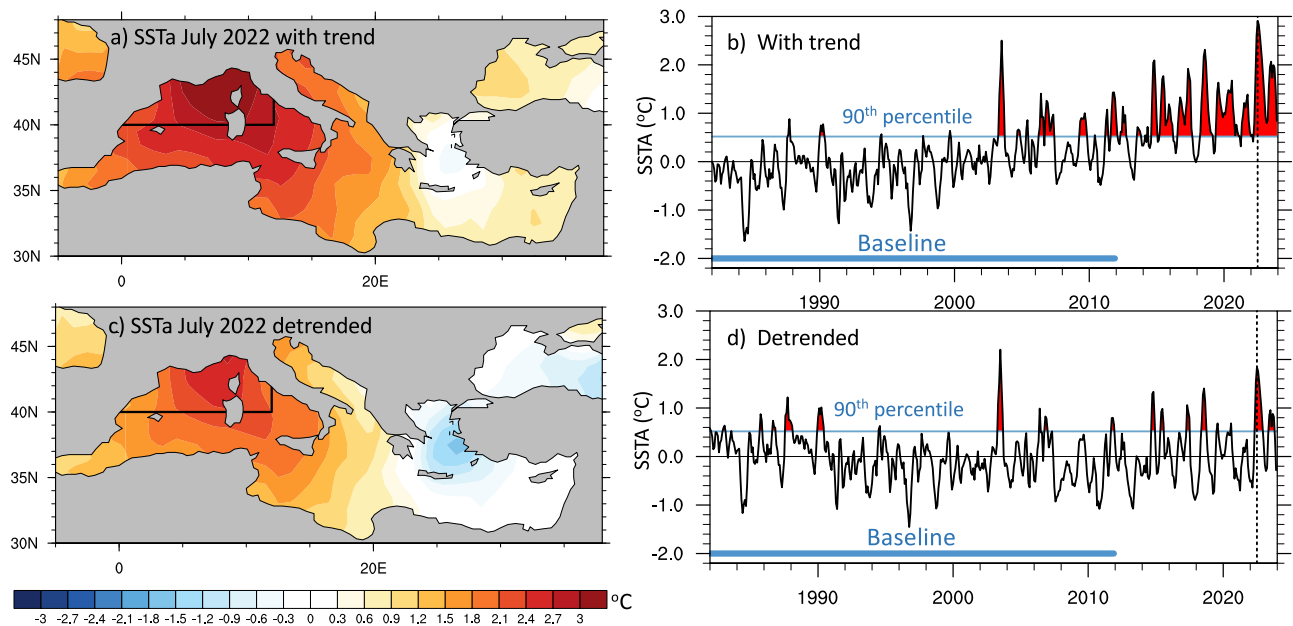 a) SSTa July 2022 with trend
45N
40N
35N
30N
0
20E
b) With trend
SSTA (°C)
3.0
2.0
1.0
0.0
-1.0
-2.0
90th percentile
Baseline
1990
2000
2010
2020
c) SSTa July 2022 detrended
45N
40N
35N
30N
0
20E
d) Detrended
SSTA (°C)
3.0
2.0
1.0
0.0
-1.0
-2.0
90th percentile
Baseline
1990
2000
2010
2020
-3 -2.7 -2.4 -2.1 -1.8 -1.5 -1.2 -0.9 -0.6 -0.3 0 0.3 0.6 0.9 1.2 1.5 1.8 2.1 2.4 2.7 3
°C